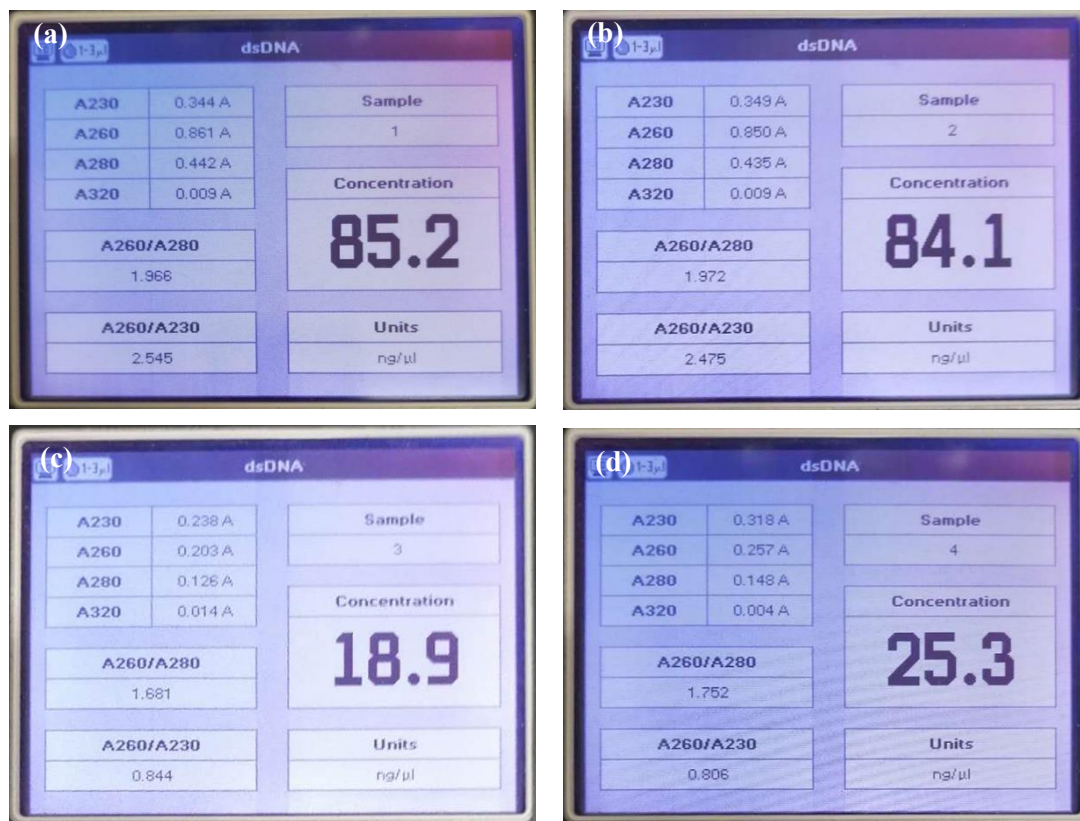 (a)
1-3µl
dsDNA
A230 0.344 A
A260 0.861 A
A280 0.442 A
A320 0.009 A
A260/A280
1.966
A260/A230
2.545
Sample
1
Concentration
85.2
Units
ng/µl
(b)
1-3µl
dsDNA
A230 0.349 A
A260 0.850 A
A280 0.435 A
A320 0.009 A
A260/A280
1.972
A260/A230
2.475
Sample
2
Concentration
84.1
Units
ng/µl
(c)
1-3µl
dsDNA
A230 0.238 A
A260 0.203 A
A280 0.126 A
A320 0.014 A
A260/A280
1.681
A260/A230
0.844
Sample
3
Concentration
18.9
Units
ng/µl
(d)
1-3µl
dsDNA
A230 0.318 A
A260 0.257 A
A280 0.148 A
A320 0.004 A
A260/A280
1.752
A260/A230
0.806
Sample
4
Concentration
25.3
Units
ng/µl